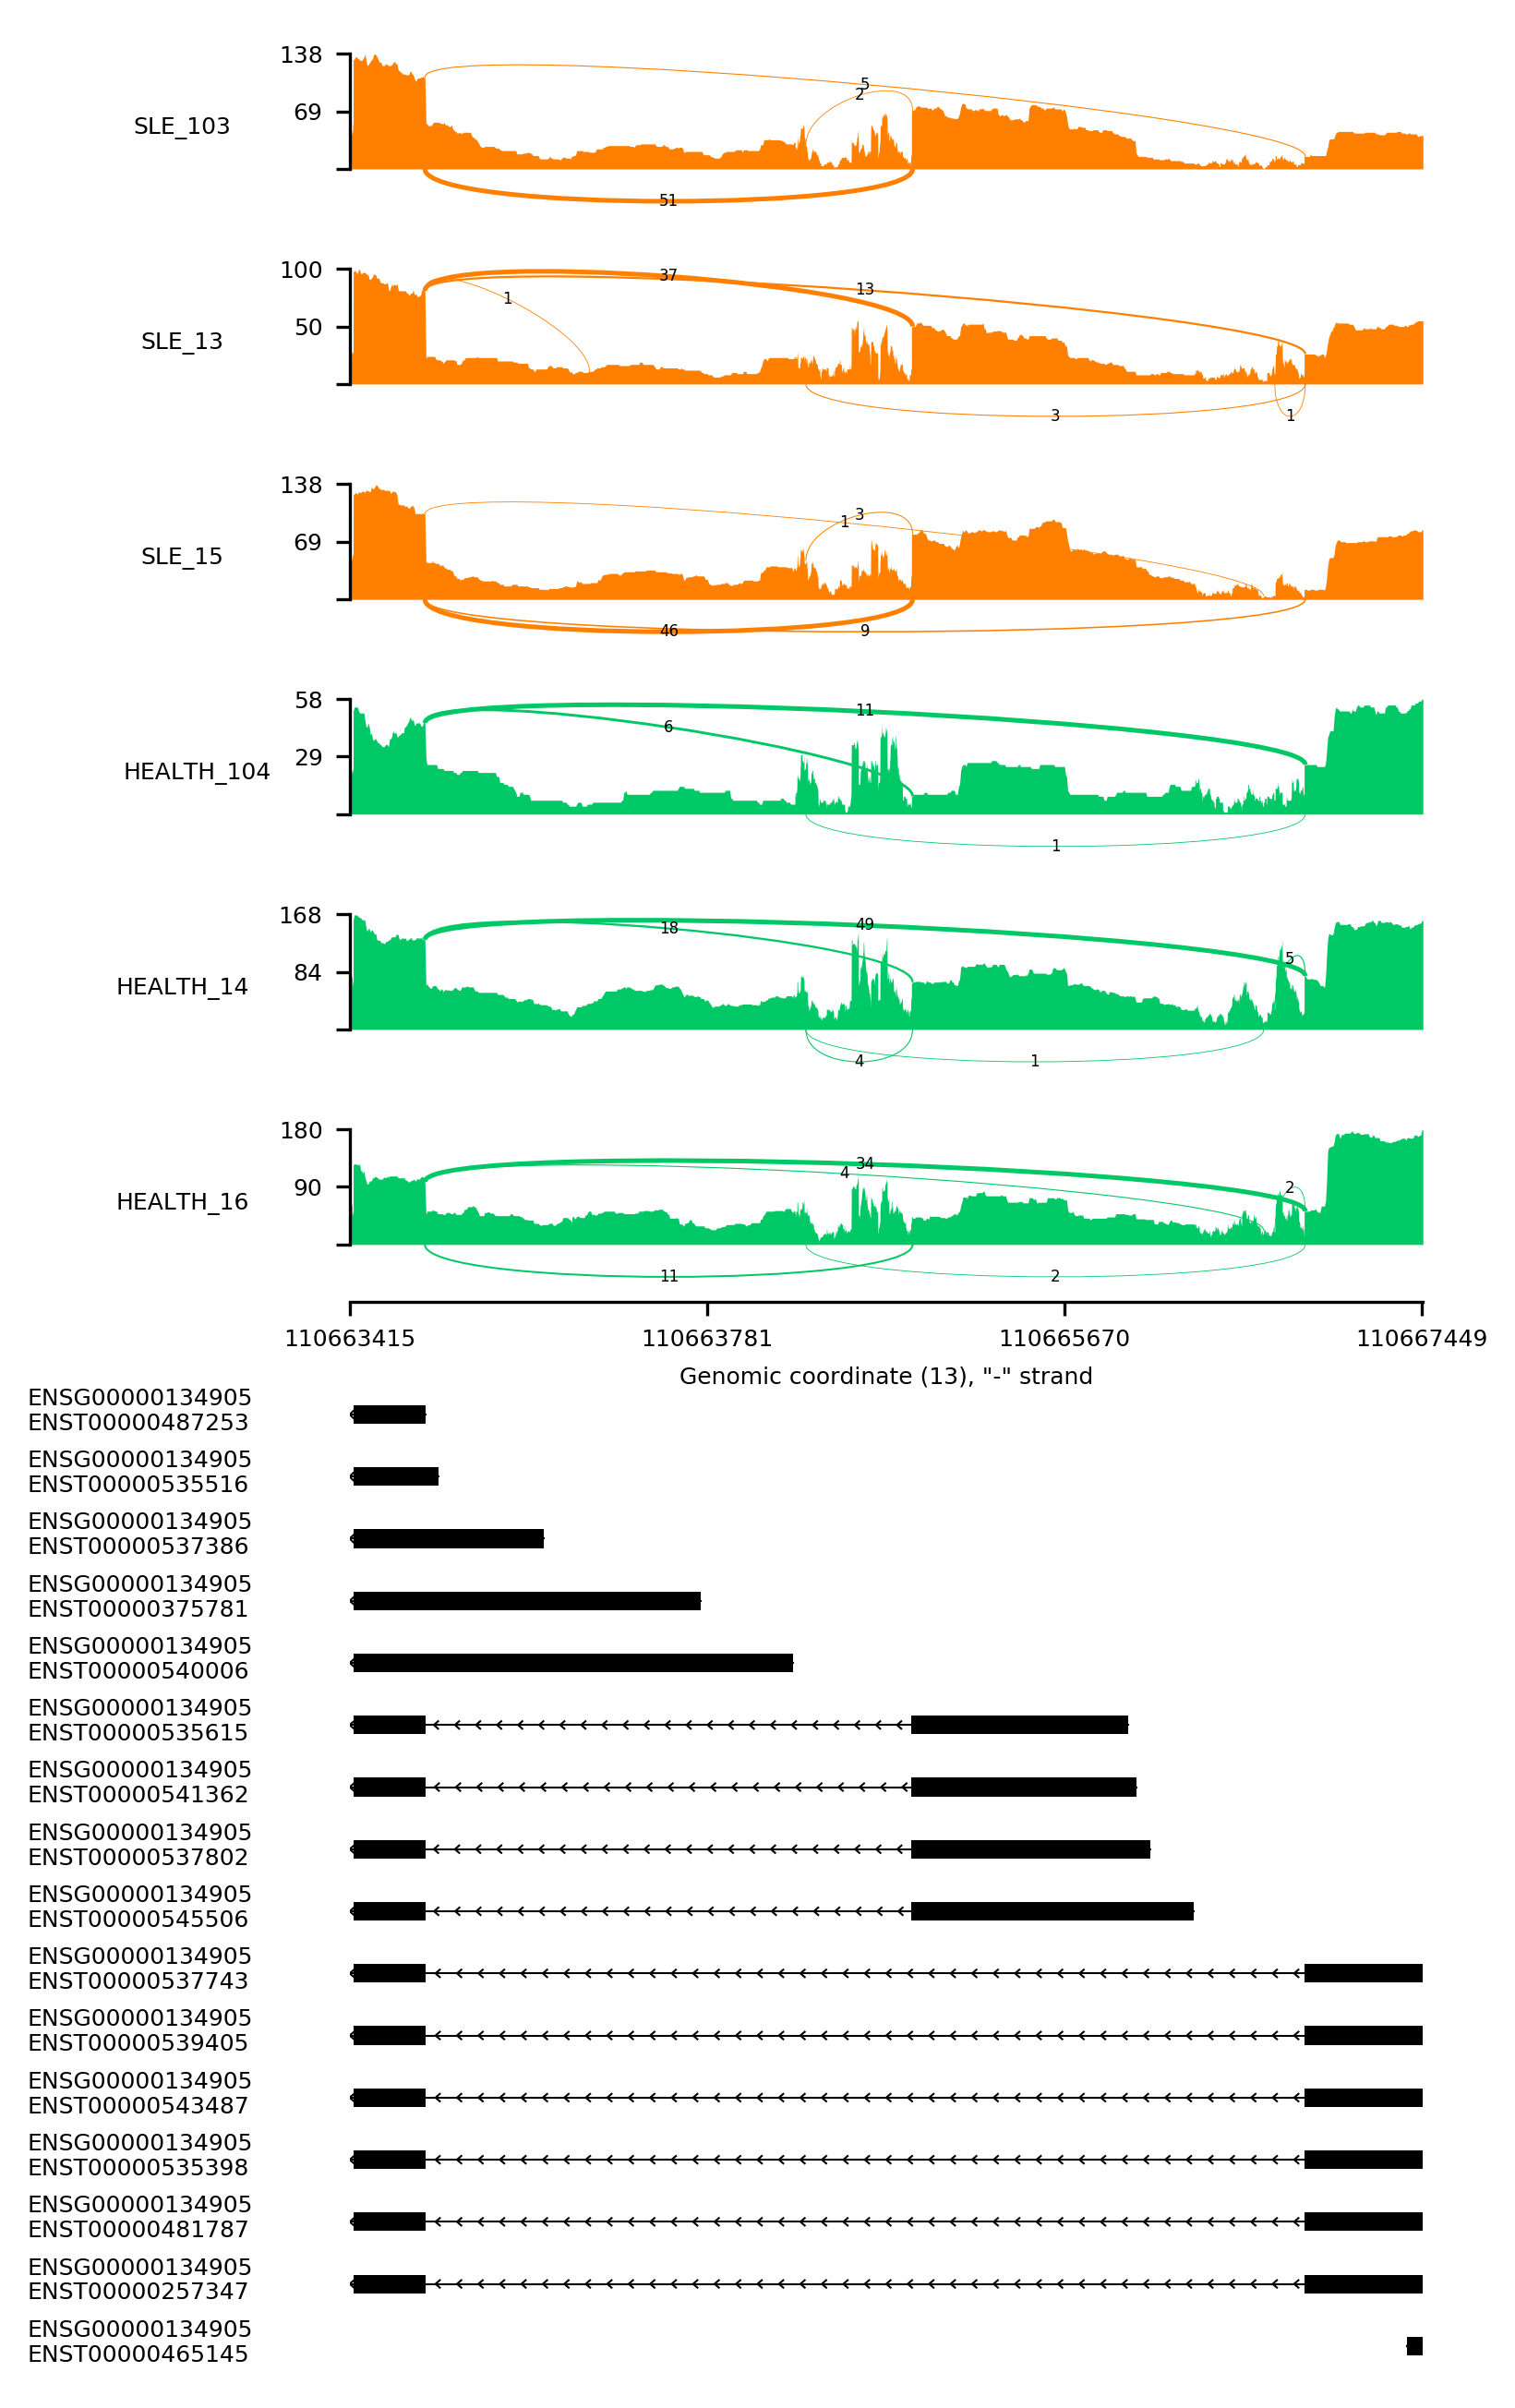 138
5
2
69
SLE_103
51
100
37
13
1
50
SLE_13
3
1
138
3
1
69
SLE_15
46
9
58
11
6
29
HEALTH_104
1
168
49
18
5
84
HEALTH_14
4
1
180
34
4
2
90
HEALTH_16
11
2
110663415 110663781 110665670 110667449
Genomic coordinate (13), "-" strand
ENSG00000134905
ENST00000487253
ENSG00000134905
ENST00000535516
ENSG00000134905
ENST00000537386
ENSG00000134905
ENST00000375781
ENSG00000134905
ENST00000540006
ENSG00000134905
ENST00000535615
ENSG00000134905
ENST00000541362
ENSG00000134905
ENST00000537802
ENSG00000134905
ENST00000545506
ENSG00000134905
ENST00000537743
ENSG00000134905
ENST00000539405
ENSG00000134905
ENST00000543487
ENSG00000134905
ENST00000535398
ENSG00000134905
ENST00000481787
ENSG00000134905
ENST00000257347
ENSG00000134905
ENST00000465145